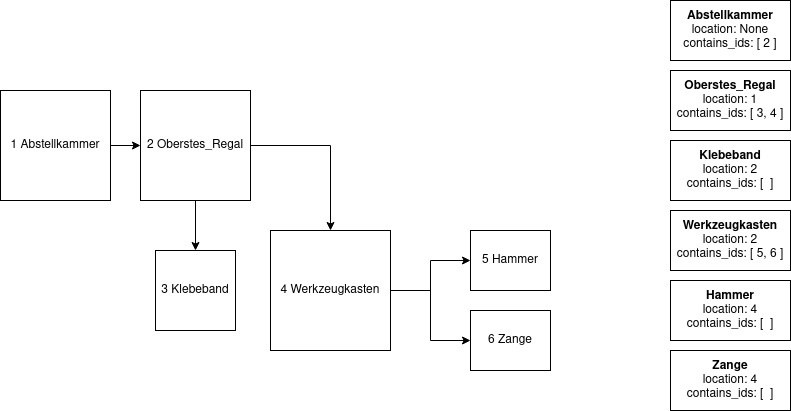 1 Abstellkammer
2 Oberstes_Regal
3 Klebeband
4 Werkzeugkasten
5 Hammer
6 Zange
Abstellkammer
location: None
contains_ids: [ 2 ]
Oberstes_Regal
location: 1
contains_ids: [ 3, 4 ]
Klebeband
location: 2
contains_ids: [  ]
Werkzeugkasten
location: 2
contains_ids: [ 5, 6 ]
Hammer
location: 4
contains_ids: [  ]
Zange
location: 4
contains_ids: [  ]